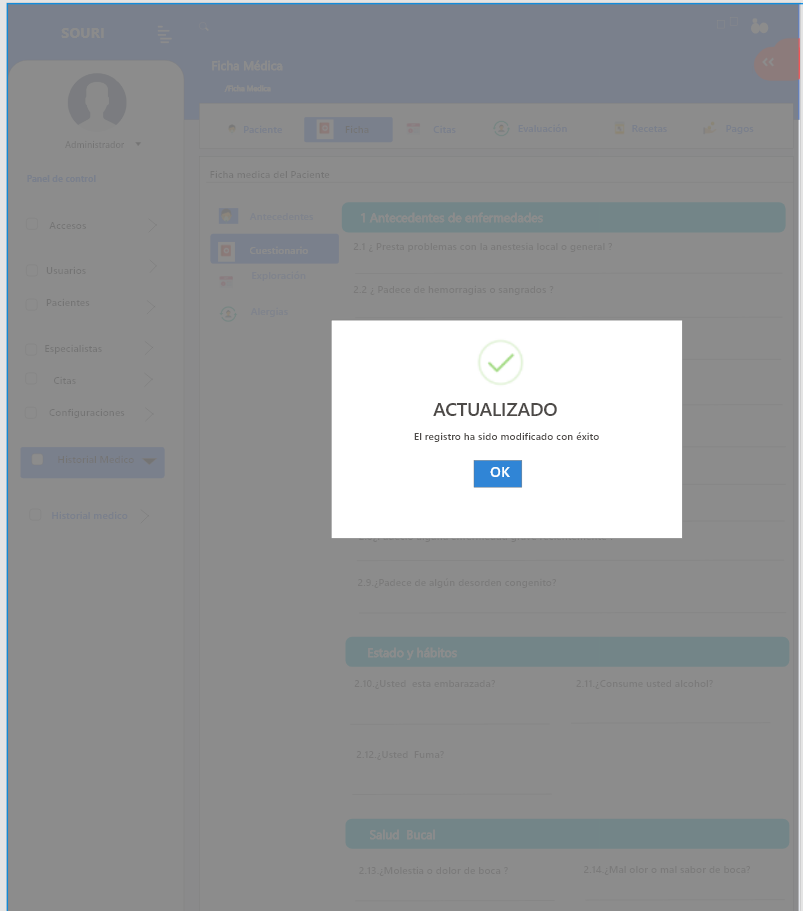 SOURI
Ficha Médica
/Ficha Medica
Administrador
Panel de control
Accesos
Usuarios
Pacientes
Especialistas
Citas
Configuraciones
Historial Medico
Historial medico
Paciente
Ficha
Citas
Evaluación
Recetas
Pagos
Ficha medica del Paciente
Antecedentes
Cuestionario
Exploración
Alergias
1 Antecedentes de enfermedades
2.1 ¿ Presta problemas con la anestesia local o general ?
2.2 ¿ Padece de hemorragias o sangrados ?
ACTUALIZADO
El registro ha sido modificado con éxito
OK
2.9.¿Padece de algún desorden congenito?
Estado y hábitos
2.10.¿Usted esta embarazada?
2.11.¿Consume usted alcohol?
2.12.¿Usted Fuma?
Salud Bucal
2.13.¿Molestia o dolor de boca ?
2.14.¿Mal olor o mal sabor de boca?